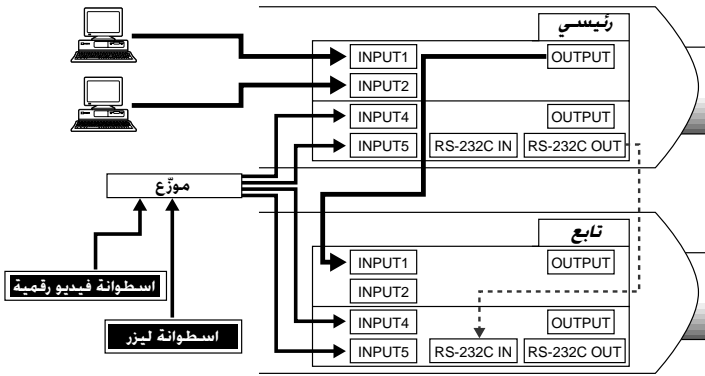 رئيسي
INPUT1 OUTPUT
INPUT2
INPUT4 OUTPUT
INPUT5 RS-232C IN RS-232C OUT
موزّع
تابع
INPUT1 OUTPUT
اسطوانة فيديو رقمية
INPUT2
INPUT4 OUTPUT
اسطوانة ليزر
INPUT5 RS-232C IN RS-232C OUT